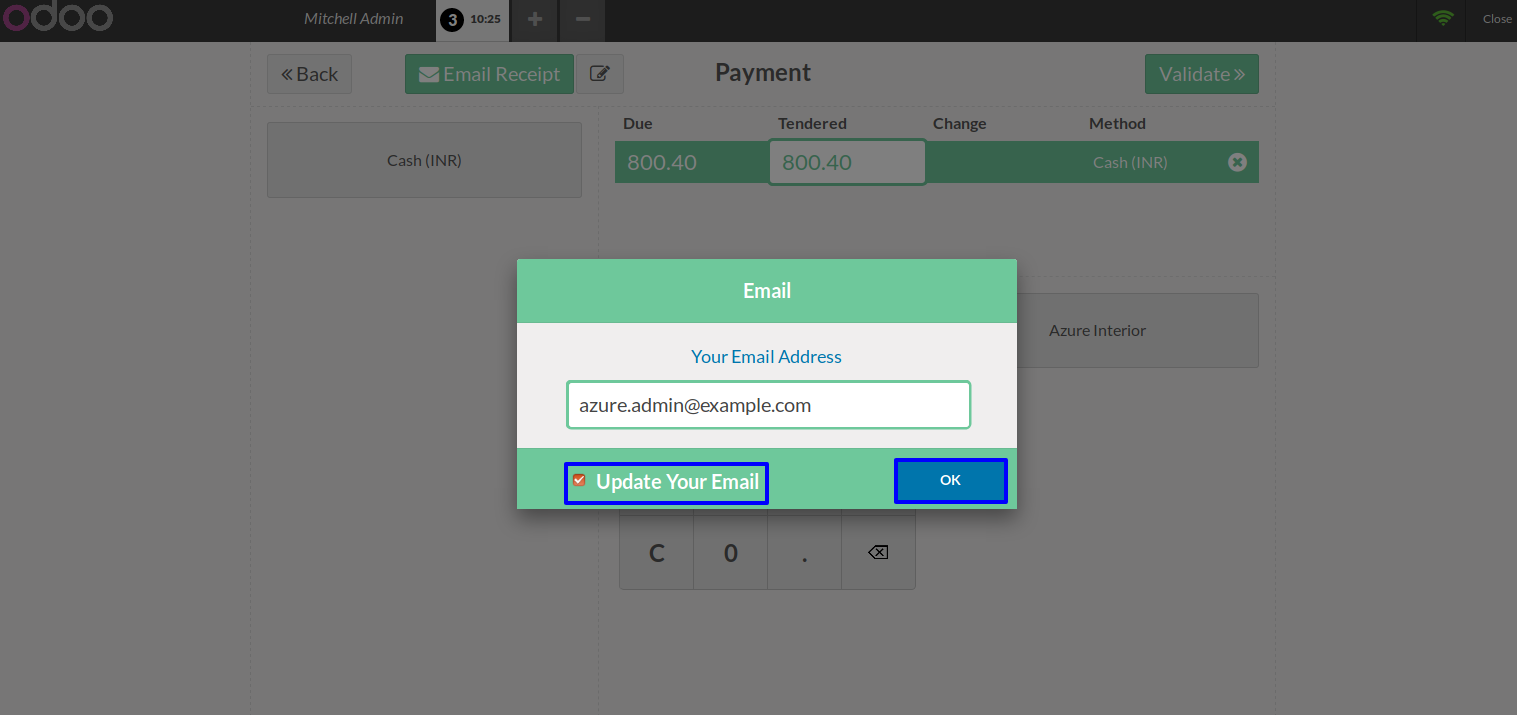 odoo
Mitchell Admin
3 10:25
Close
Back
Email Receipt
Payment
Validate
Due Tendered Change Method
800.40 800.40 Cash (INR)
Cash (INR)
Azure Interior
Email
Your Email Address
azure.admin@example.com
Update Your Email
OK
C 0 .